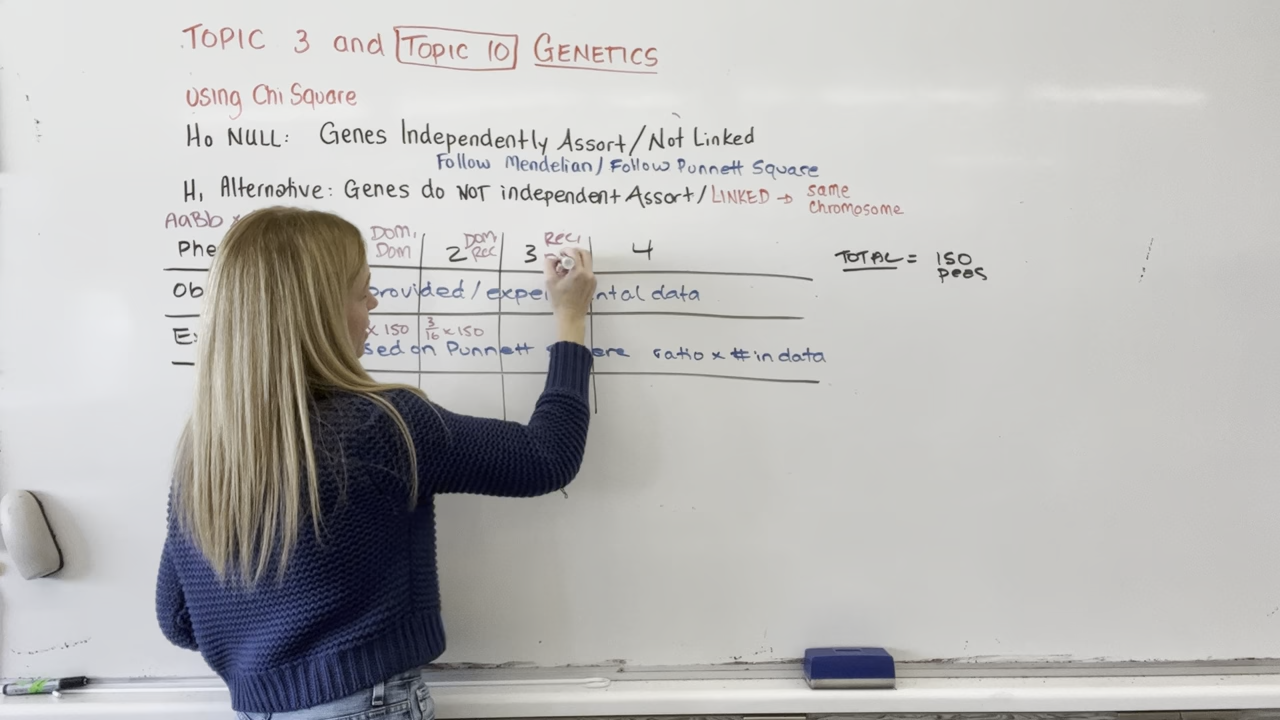 TOPIC 3 and Topic 10 GENETICS
Using Chi Square
Ho NULL: Genes Independently Assort/Not Linked
Follow Mendelian/Follow Punnett Square
H, Alternative: Genes do NOT independent Assort/LINKED → same chromosome
AaBb
Phe Dom, Dom 2 Dom, Rec 3 Rec, 4
TOTAL = 150 peas
Ob provided/expe ntal data
E x 150 3/16 x 150
sed on Punnett ratio x # in data